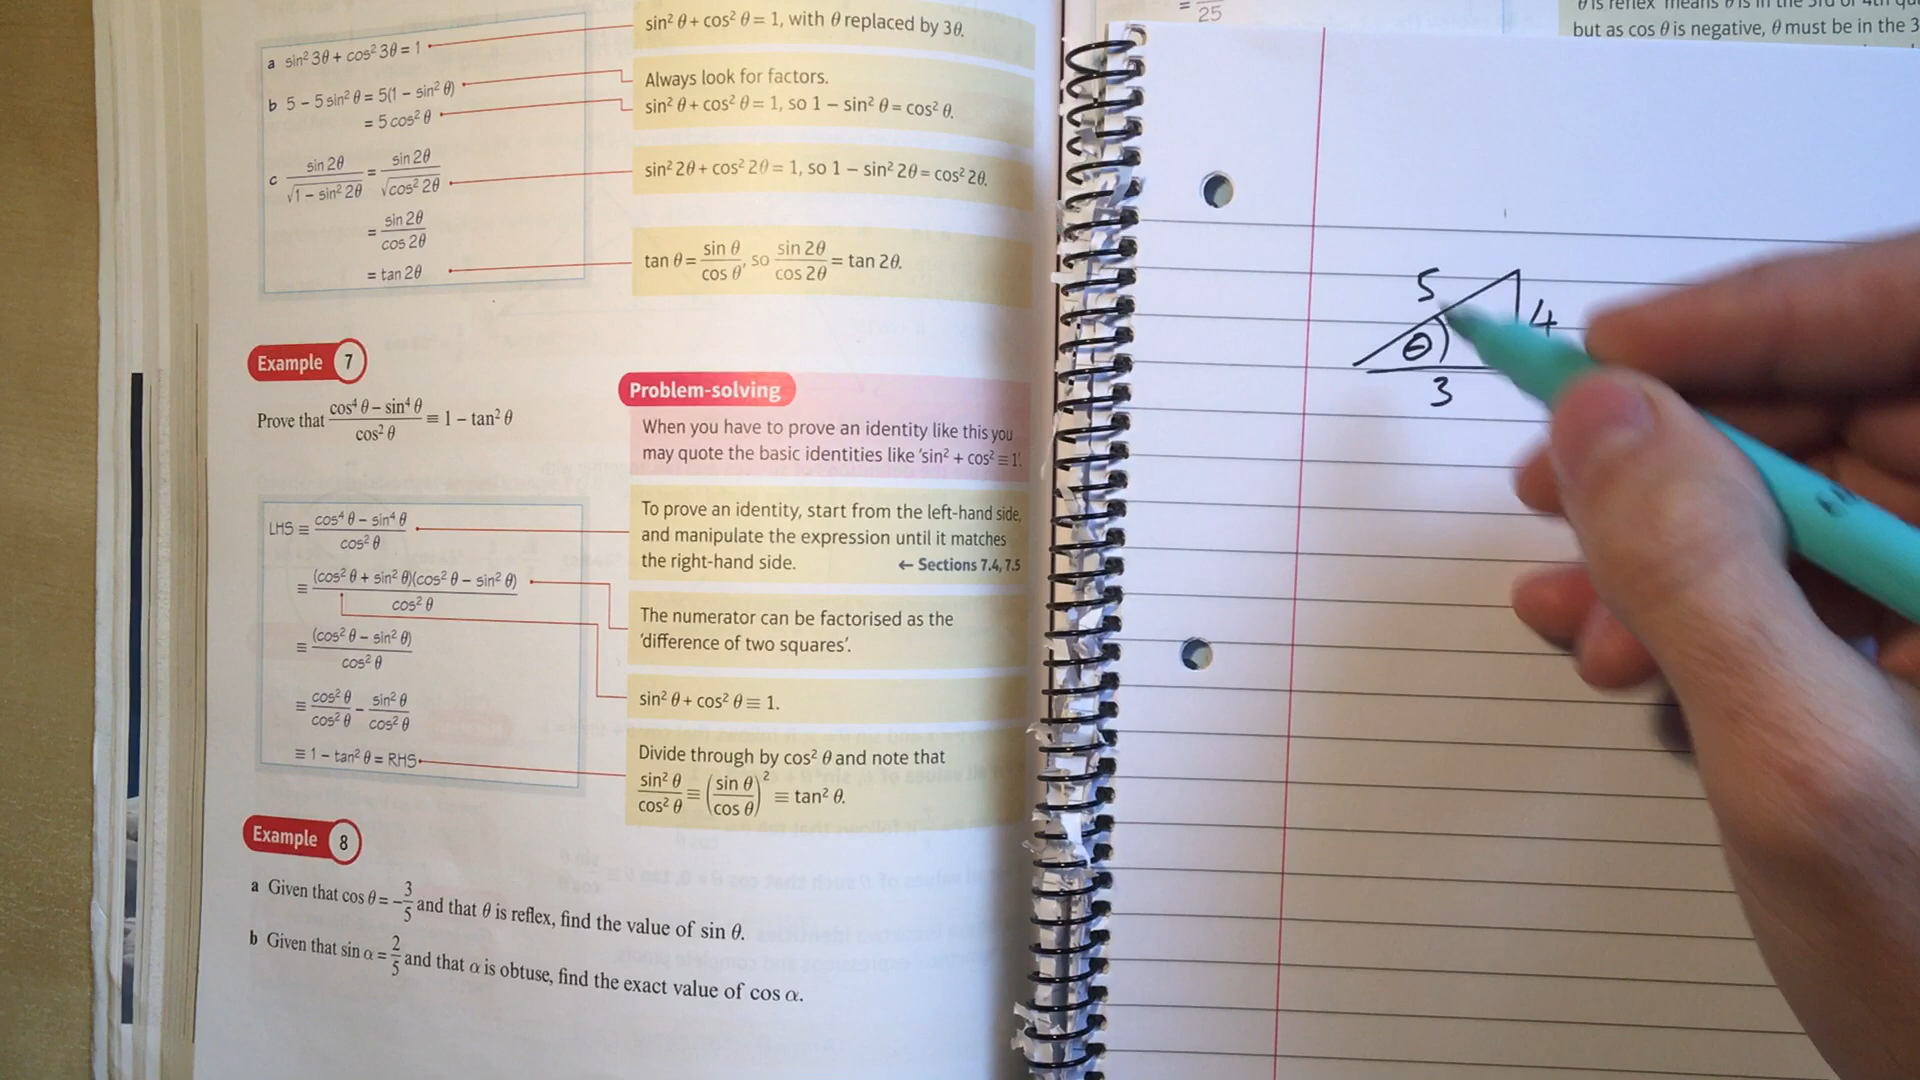 a sin² 3θ + cos² 3θ = 1
sin² θ + cos² θ = 1, with θ replaced by 3θ.
b 5 – 5 sin² θ = 5(1 – sin² θ)
= 5 cos² θ
Always look for factors.
sin² θ + cos² θ = 1, so 1 – sin² θ = cos² θ.
c sin 2θ / √(1 – sin² 2θ) = sin 2θ / √(cos² 2θ)
sin² 2θ + cos² 2θ = 1, so 1 – sin² 2θ = cos² 2θ.
= sin 2θ / cos 2θ
= tan 2θ
tan θ = sin θ / cos θ, so sin 2θ / cos 2θ = tan 2θ.
Example 7
Prove that (cos⁴ θ – sin⁴ θ) / cos² θ ≡ 1 – tan² θ
Problem-solving
When you have to prove an identity like this you
may quote the basic identities like 'sin² + cos² ≡ 1'.
LHS ≡ (cos⁴ θ – sin⁴ θ) / cos² θ
To prove an identity, start from the left-hand side,
and manipulate the expression until it matches
the right-hand side. ← Sections 7.4, 7.5
≡ (cos² θ + sin² θ)(cos² θ – sin² θ) / cos² θ
The numerator can be factorised as the
'difference of two squares'.
≡ (cos² θ – sin² θ) / cos² θ
sin² θ + cos² θ ≡ 1.
≡ cos² θ / cos² θ – sin² θ / cos² θ
≡ 1 – tan² θ = RHS
Divide through by cos² θ and note that
sin² θ / cos² θ ≡ (sin θ / cos θ)² ≡ tan² θ.
Example 8
a Given that cos θ = –3/5 and that θ is reflex, find the value of sin θ.
b Given that sin α = 2/5 and that α is obtuse, find the exact value of cos α.
= / 25
but as cos θ is negative, θ must be in the 3
5
4
θ
3